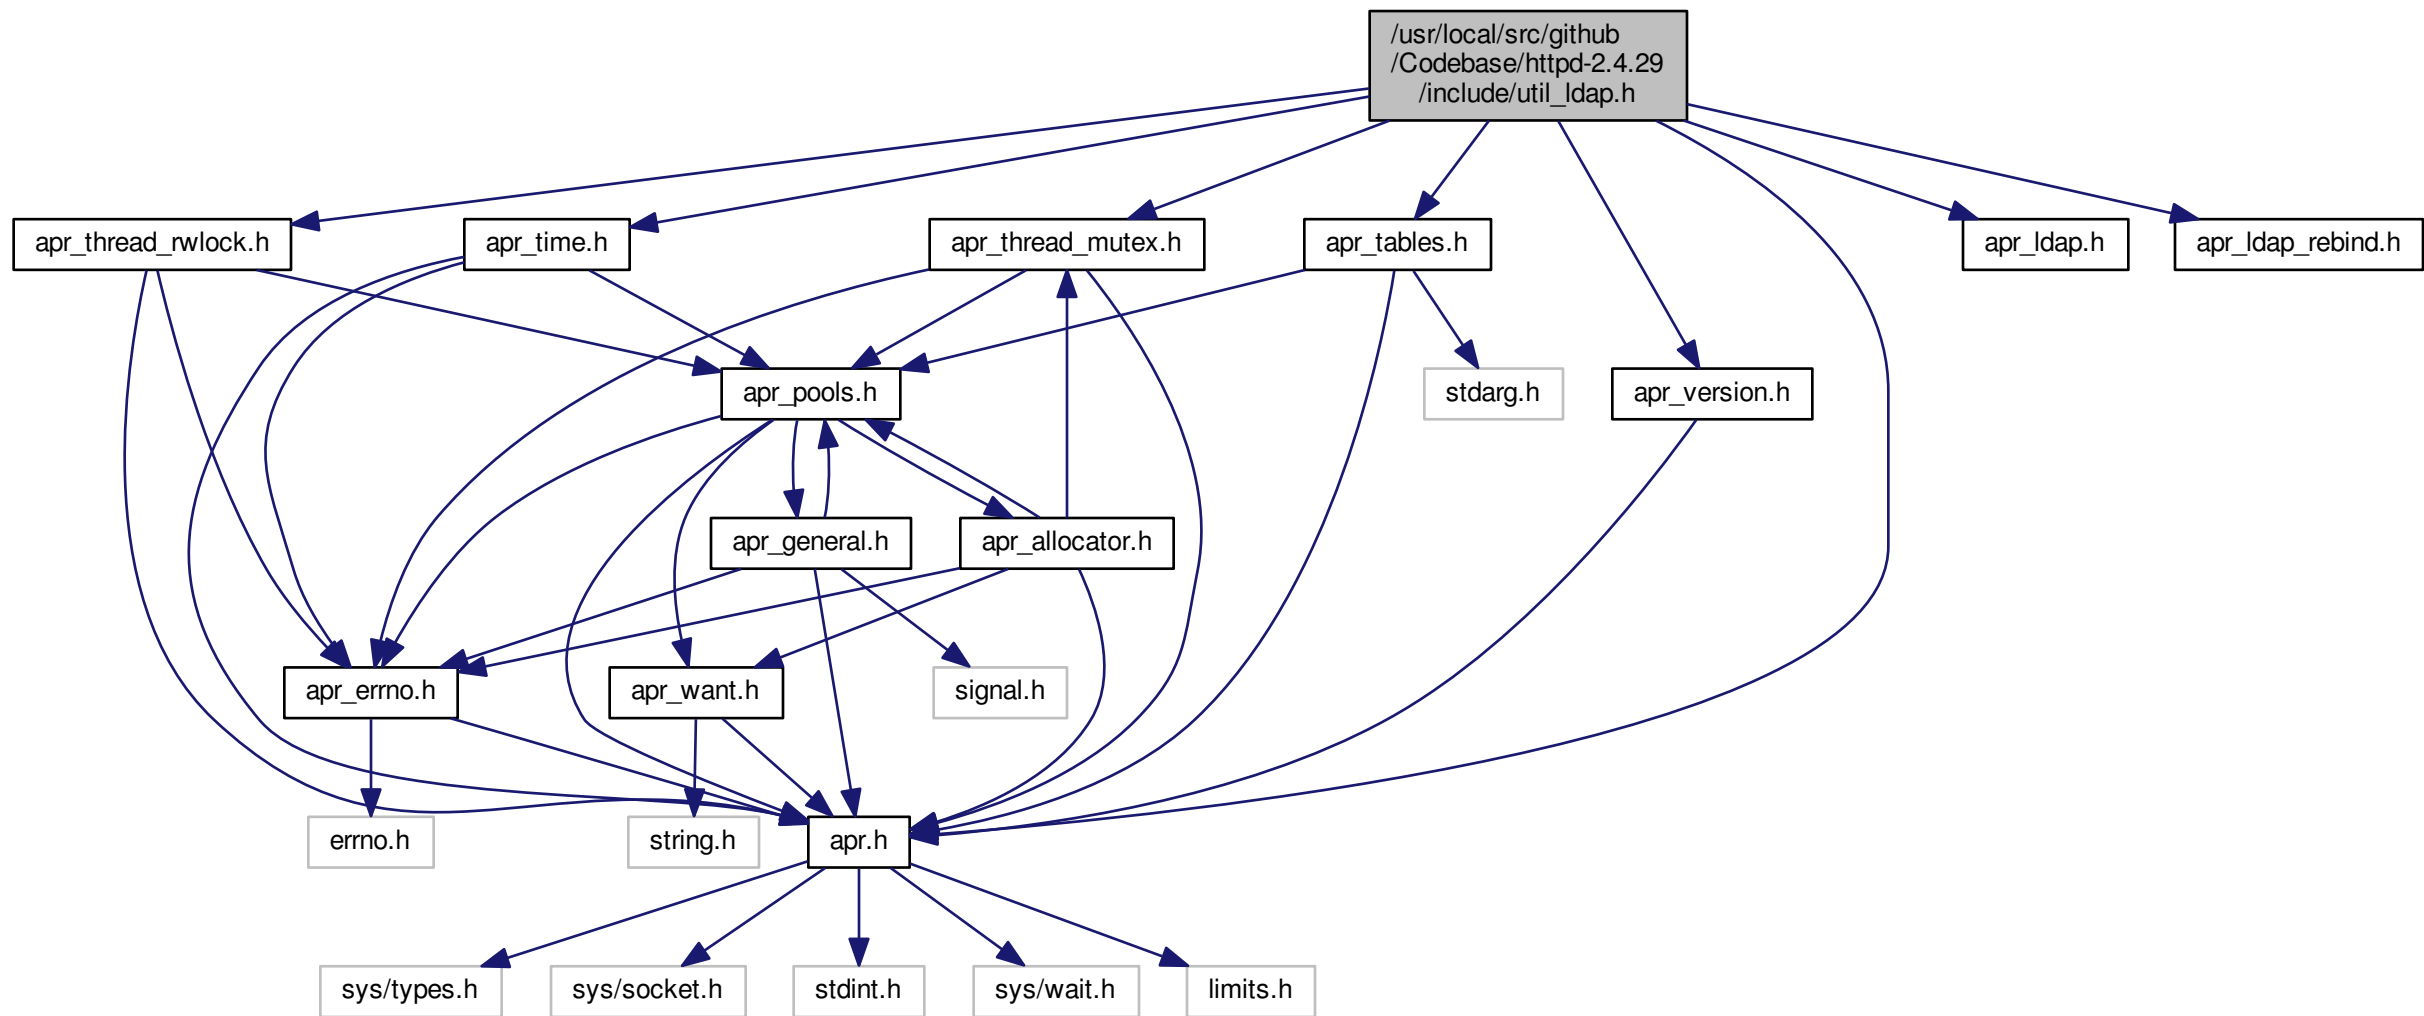 /usr/local/src/github
/Codebase/httpd-2.4.29
/include/util_ldap.h
apr_thread_rwlock.h
apr_time.h
apr_thread_mutex.h
apr_tables.h
apr_ldap.h
apr_ldap_rebind.h
apr_pools.h
stdarg.h
apr_version.h
apr_general.h
apr_allocator.h
apr_errno.h
apr_want.h
signal.h
errno.h
string.h
apr.h
sys/types.h
sys/socket.h
stdint.h
sys/wait.h
limits.h